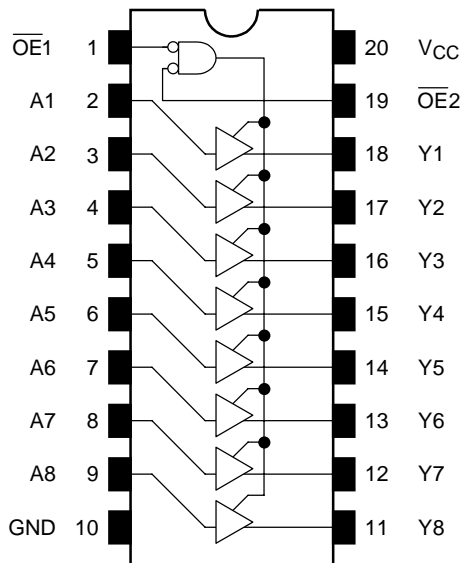 O̅E̅1 1 20 VCC
A1 2 19 O̅E̅2
A2 3 18 Y1
A3 4 17 Y2
A4 5 16 Y3
A5 6 15 Y4
A6 7 14 Y5
A7 8 13 Y6
A8 9 12 Y7
GND 10 11 Y8